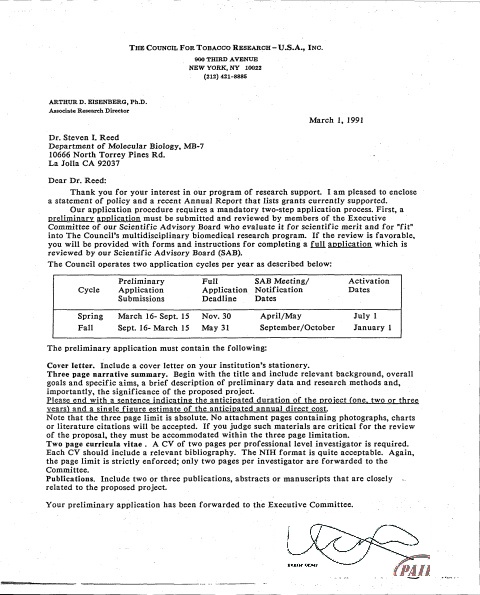 THE COUNCIL FOR TOBACCO RESEARCH – U.S.A., INC.
900 THIRD AVENUE
NEW YORK, NY 10022
(212) 421-8885
ARTHUR D. EISENBERG, Ph.D.
Associate Research Director
March 1, 1991
Dr. Steven I. Reed
Department of Molecular Biology, MB-7
10666 North Torrey Pines Rd.
La Jolla CA 92037
Dear Dr. Reed:
Thank you for your interest in our program of research support. I am pleased to enclose
a statement of policy and a recent Annual Report that lists grants currently supported.
Our application procedure requires a mandatory two-step application process. First, a
preliminary application must be submitted and reviewed by members of the Executive
Committee of our Scientific Advisory Board who evaluate it for scientific merit and for "fit"
into The Council's multidisciplinary biomedical research program. If the review is favorable,
you will be provided with forms and instructions for completing a full application which is
reviewed by our Scientific Advisory Board (SAB).
The Council operates two application cycles per year as described below:
Cycle Preliminary Application Submissions Full Application Deadline SAB Meeting/ Notification Dates Activation Dates
Spring March 16- Sept. 15 Nov. 30 April/May July 1
Fall Sept. 16- March 15 May 31 September/October January 1
The preliminary application must contain the following:
Cover letter. Include a cover letter on your institution's stationery.
Three page narrative summary. Begin with the title and include relevant background, overall
goals and specific aims, a brief description of preliminary data and research methods and,
importantly, the significance of the proposed project.
Please end with a sentence indicating the anticipated duration of the project (one, two or three
years) and a single figure estimate of the anticipated annual direct cost.
Note that the three page limit is absolute. No attachment pages containing photographs, charts
or literature citations will be accepted. If you judge such materials are critical for the review
of the proposal, they must be accommodated within the three page limitation.
Two page curricula vitae . A CV of two pages per professional level investigator is required.
Each CV should include a relevant bibliography. The NIH format is quite acceptable. Again,
the page limit is strictly enforced; only two pages per investigator are forwarded to the
Committee.
Publications. Include two or three publications, abstracts or manuscripts that are closely
related to the proposed project.
Your preliminary application has been forwarded to the Executive Committee.